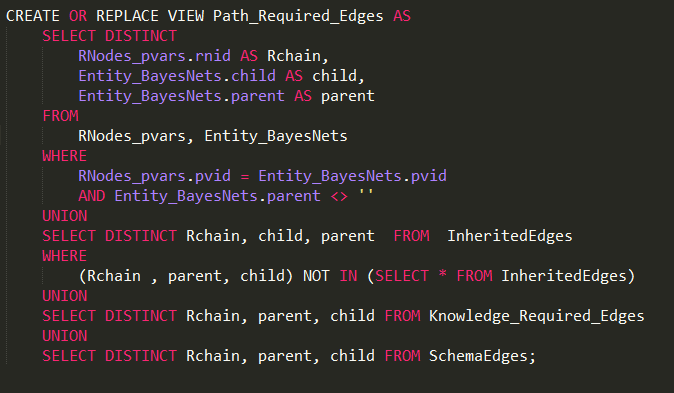 CREATE OR REPLACE VIEW Path_Required_Edges AS
SELECT DISTINCT
RNodes_pvars.rnid AS Rchain,
Entity_BayesNets.child AS child,
Entity_BayesNets.parent AS parent
FROM
RNodes_pvars, Entity_BayesNets
WHERE
RNodes_pvars.pvid = Entity_BayesNets.pvid
AND Entity_BayesNets.parent <> ''
UNION
SELECT DISTINCT Rchain, child, parent  FROM  InheritedEdges
WHERE
(Rchain , parent, child) NOT IN (SELECT * FROM InheritedEdges)
UNION
SELECT DISTINCT Rchain, parent, child FROM Knowledge_Required_Edges
UNION
SELECT DISTINCT Rchain, parent, child FROM SchemaEdges;